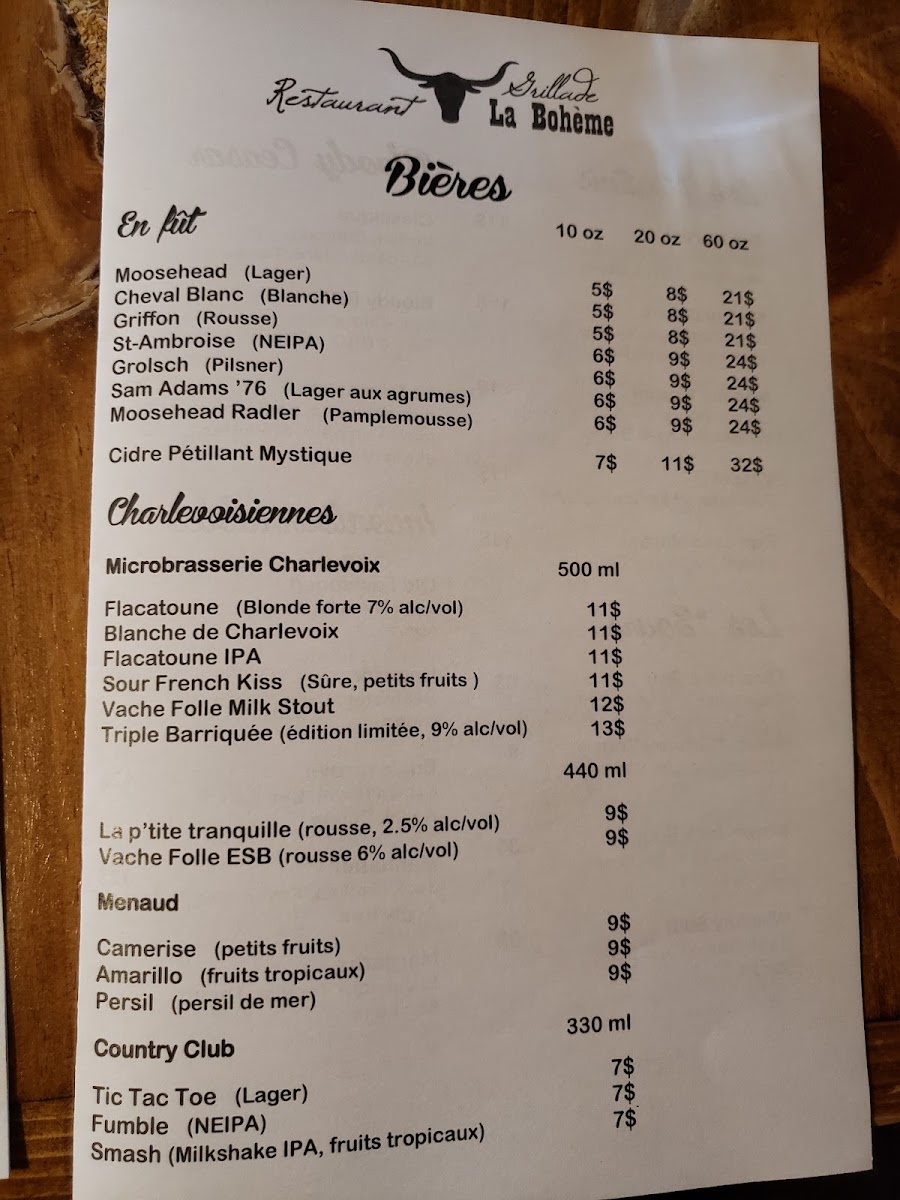 Restaurant Grillade
La Bohème
Bières
En fût 10 oz 20 oz 60 oz
Moosehead (Lager) 5$ 8$ 21$
Cheval Blanc (Blanche) 5$ 8$ 21$
Griffon (Rousse) 5$ 8$ 21$
St-Ambroise (NEIPA) 6$ 9$ 24$
Grolsch (Pilsner) 6$ 9$ 24$
Sam Adams ’76 (Lager aux agrumes) 6$ 9$ 24$
Moosehead Radler (Pamplemousse) 6$ 9$ 24$
Cidre Pétillant Mystique 7$ 11$ 32$
Charlevoisiennes
Microbrasserie Charlevoix 500 ml
Flacatoune (Blonde forte 7% alc/vol) 11$
Blanche de Charlevoix 11$
Flacatoune IPA 11$
Sour French Kiss (Sûre, petits fruits ) 11$
Vache Folle Milk Stout 12$
Triple Barriquée (édition limitée, 9% alc/vol) 13$
440 ml
La p’tite tranquille (rousse, 2.5% alc/vol) 9$
Vache Folle ESB (rousse 6% alc/vol) 9$
Menaud
Camerise (petits fruits) 9$
Amarillo (fruits tropicaux) 9$
Persil (persil de mer) 9$
330 ml
Country Club
Tic Tac Toe (Lager) 7$
Fumble (NEIPA) 7$
Smash (Milkshake IPA, fruits tropicaux) 7$